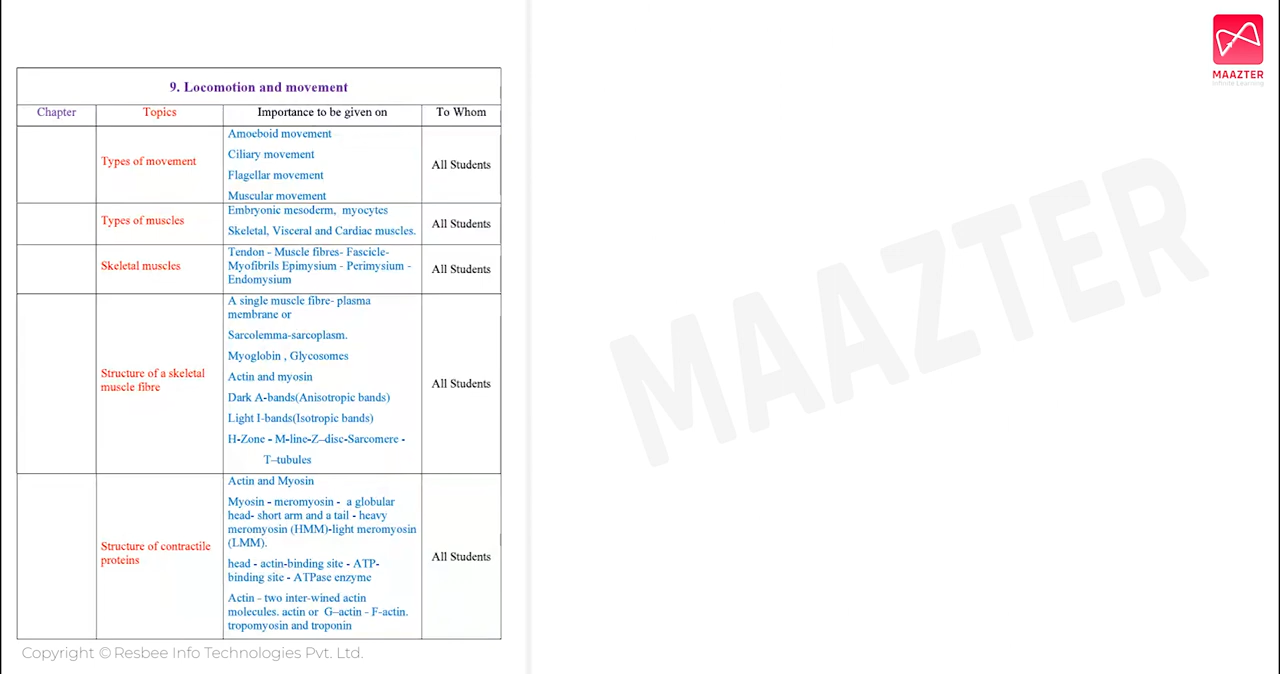 MAAZTER
Infinite Learning
9. Locomotion and movement
Chapter Topics Importance to be given on To Whom
Types of movement
Amoeboid movement
Ciliary movement
Flagellar movement
Muscular movement
All Students
Types of muscles
Embryonic mesoderm, myocytes
Skeletal, Visceral and Cardiac muscles.
All Students
Skeletal muscles
Tendon - Muscle fibres- Fascicle-
Myofibrils Epimysium - Perimysium -
Endomysium
All Students
Structure of a skeletal
muscle fibre
A single muscle fibre- plasma
membrane or
Sarcolemma-sarcoplasm.
Myoglobin , Glycosomes
Actin and myosin
Dark A-bands(Anisotropic bands)
Light I-bands(Isotropic bands)
H-Zone - M-line-Z–disc-Sarcomere -
T–tubules
All Students
Structure of contractile
proteins
Actin and Myosin
Myosin - meromyosin - a globular
head- short arm and a tail - heavy
meromyosin (HMM)-light meromyosin
(LMM).
head - actin-binding site - ATP-
binding site - ATPase enzyme
Actin - two inter-wined actin
molecules. actin or G–actin - F-actin.
tropomyosin and troponin
All Students
MAAZTER
Copyright © Resbee Info Technologies Pvt. Ltd.